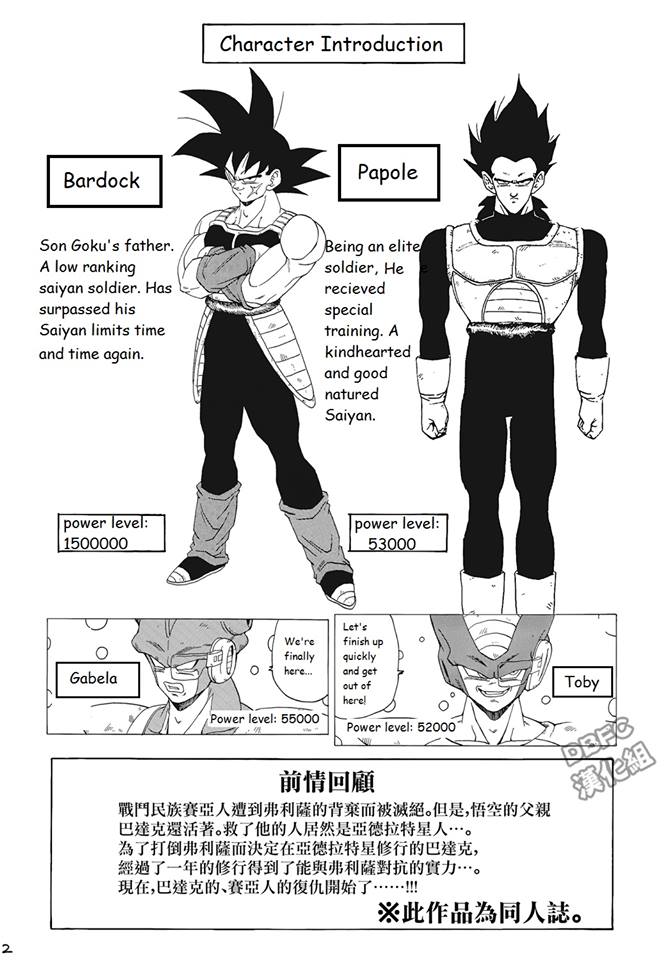 Character Introduction
Bardock
Son Goku's father.
A low ranking
saiyan soldier. Has
surpassed his
Saiyan limits time
and time again.
power level:
1500000
Papole
Being an elite
soldier, He
recieved
special
training. A
kindhearted
and good
natured
Saiyan.
power level:
53000
Gabela
We're
finally
here...
Power level: 55000
Let's
finish up
quickly
and get
out of
here!
Toby
Power level: 52000
DBFC
漢化組
前情回顧
戰鬥民族賽亞人遭到弗利薩的背棄而被滅絕。但是,悟空的父親
巴達克還活著。救了他的人居然是亞德拉特星人…。
為了打倒弗利薩而決定在亞德拉特星修行的巴達克,
經過了一年的修行得到了能與弗利薩對抗的實力…。
現在,巴達克的、賽亞人的復仇開始了……!!!
※此作品為同人誌。
2